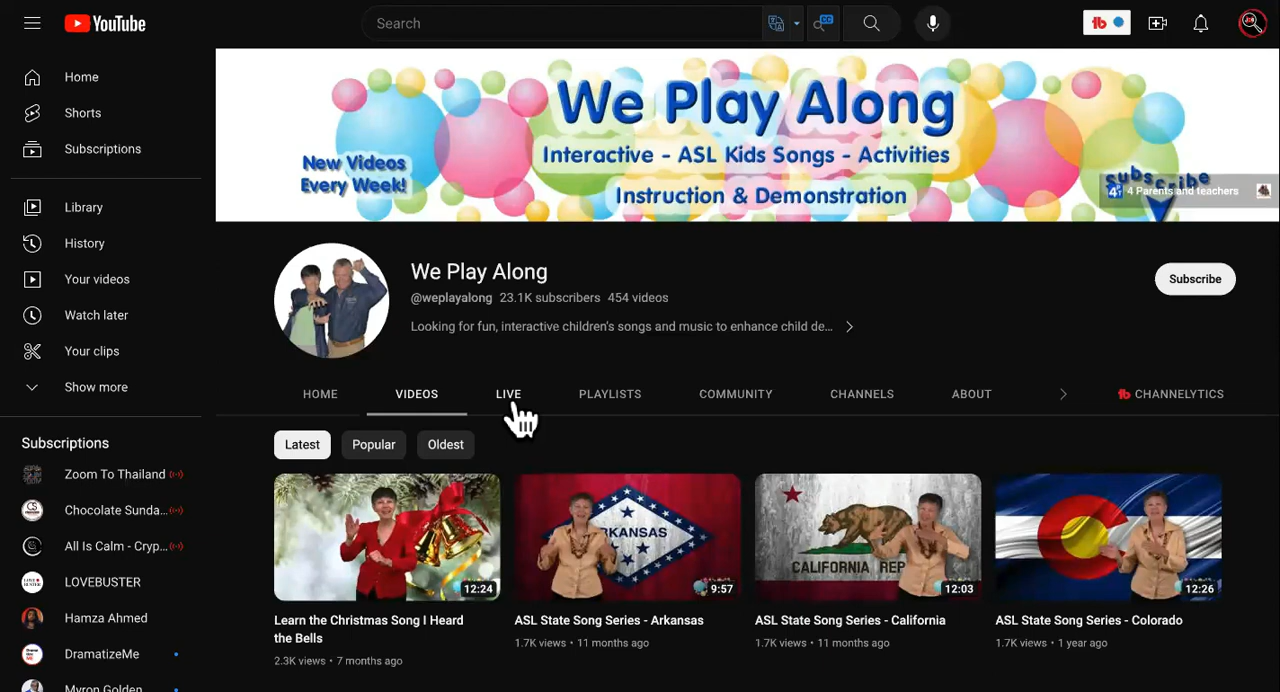 YouTube
Search
CC
tb
Home
Shorts
Subscriptions
Library
History
Your videos
Watch later
Your clips
Show more
Subscriptions
Zoom To Thailand
Chocolate Sunda...
All Is Calm - Cryp...
LOVEBUSTER
Hamza Ahmed
DramatizeMe
Myron Golden
We Play Along
Interactive - ASL Kids Songs - Activities
Instruction & Demonstration
New Videos
Every Week!
Subscribe
4 Parents and teachers
We Play Along
@weplayalong 23.1K subscribers 454 videos
Looking for fun, interactive children's songs and music to enhance child de...
Subscribe
HOME VIDEOS LIVE PLAYLISTS COMMUNITY CHANNELS ABOUT tb CHANNELYTICS
Latest Popular Oldest
12:24
Learn the Christmas Song I Heard
the Bells
2.3K views • 7 months ago
RKANSAS
9:57
ASL State Song Series - Arkansas
1.7K views • 11 months ago
CALIFORNIA REP
12:03
ASL State Song Series - California
1.7K views • 11 months ago
12:26
ASL State Song Series - Colorado
1.7K views • 1 year ago